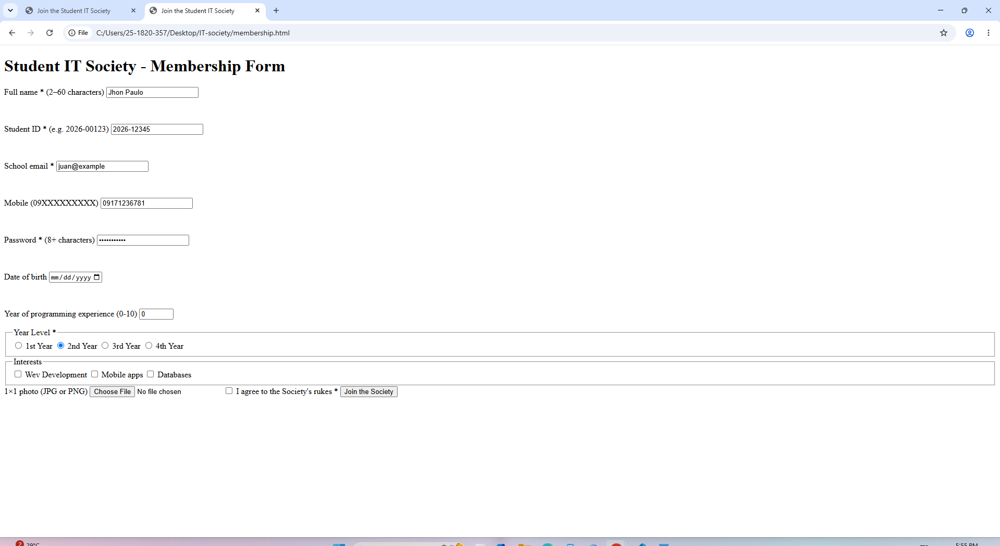 Join the Student IT Society
Join the Student IT Society
File C:/Users/25-1820-357/Desktop/IT-society/membership.html
Student IT Society - Membership Form
Full name * (2–60 characters) Jhon Paulo
Student ID * (e.g. 2026-00123) 2026-12345
School email * juan@example
Mobile (09XXXXXXXXX) 09171236781
Password * (8+ characters) •••••••••••
Date of birth mm/dd/yyyy
Year of programming experience (0-10) 0
Year Level *
1st Year 2nd Year 3rd Year 4th Year
Interests
Wev Development Mobile apps Databases
1×1 photo (JPG or PNG) Choose File No file chosen I agree to the Society's rukes * Join the Society
2 29°C 5:55 PM